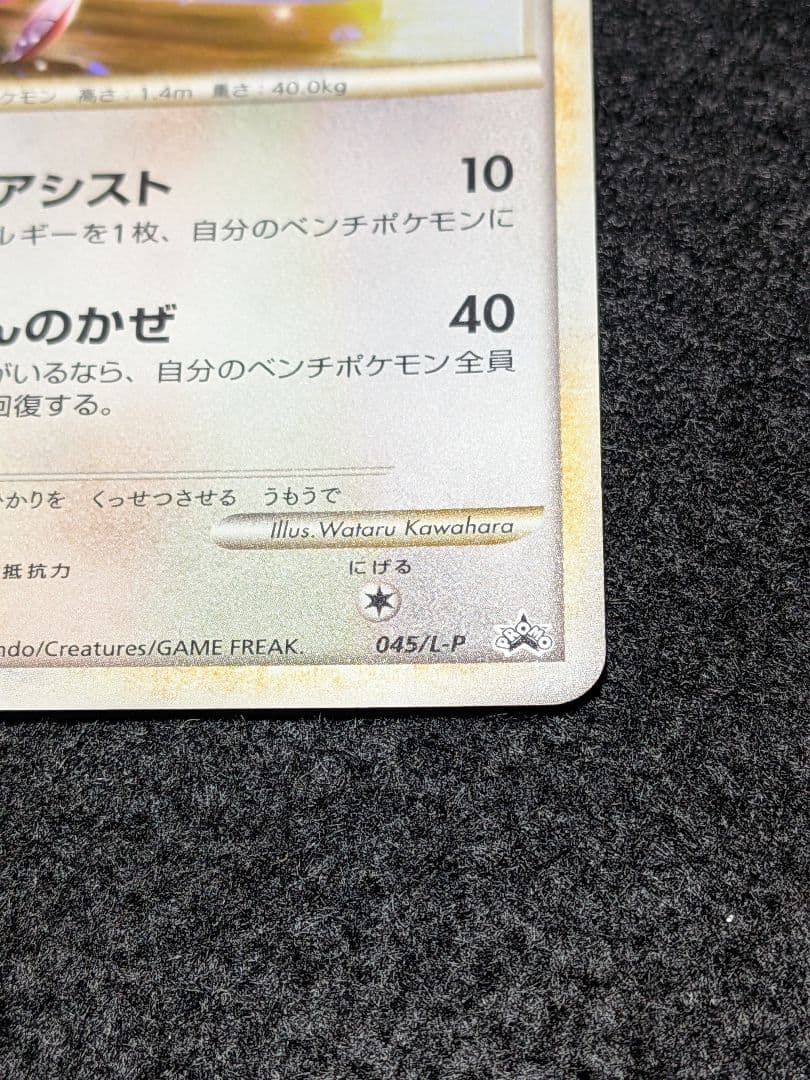 ケモン 高さ：1.4m 重さ：40.0kg
アシスト 10
ルギーを1枚、自分のベンチポケモンに
んのかぜ 40
がいるなら、自分のベンチポケモン全員
回復する。
ひかりを くっせつさせる うもうで
Illus. Wataru Kawahara
抵抗力 にげる
ndo/Creatures/GAME FREAK. 045/L-P PROMO